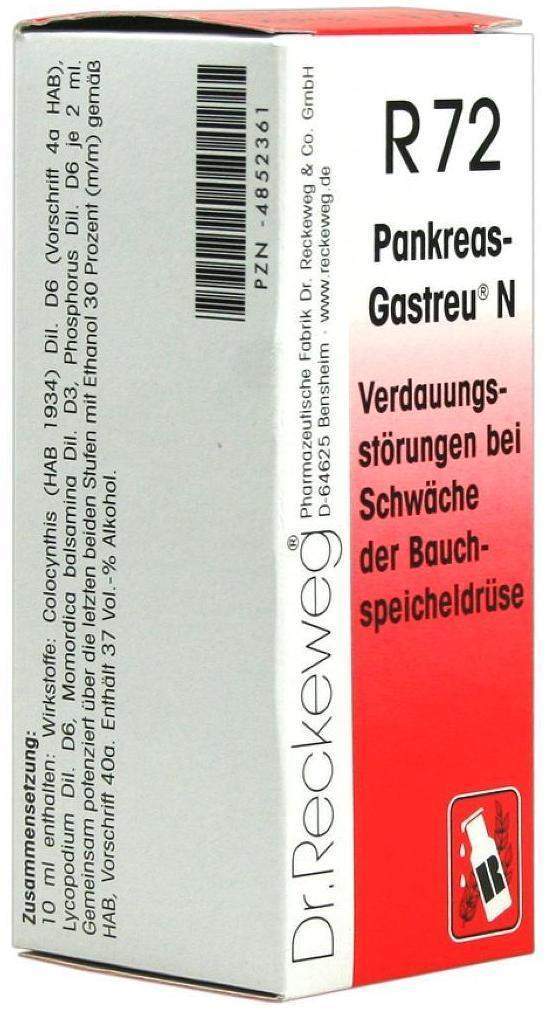 Zusammensetzung:
10 ml enthalten: Wirkstoffe: Colocynthis (HAB 1934) Dil. D6 (Vorschrift 4a HAB),
Lycopodium Dil. D6, Momordica balsamina Dil. D3, Phosphorus Dil. D6 je 2 ml.
Gemeinsam potenziert über die letzten beiden Stufen mit Ethanol 30 Prozent (m/m) gemäß
HAB, Vorschrift 40a. Enthält 37 Vol.-% Alkohol.
PZN -4852361
Dr.Reckeweg®
Pharmazeutische Fabrik Dr. Reckeweg & Co. GmbH
D-64625 Bensheim · www.reckeweg.de
R 72
Pankreas-
Gastreu® N
Verdauungs-
störungen bei
Schwäche
der Bauch-
speicheldrüse
R